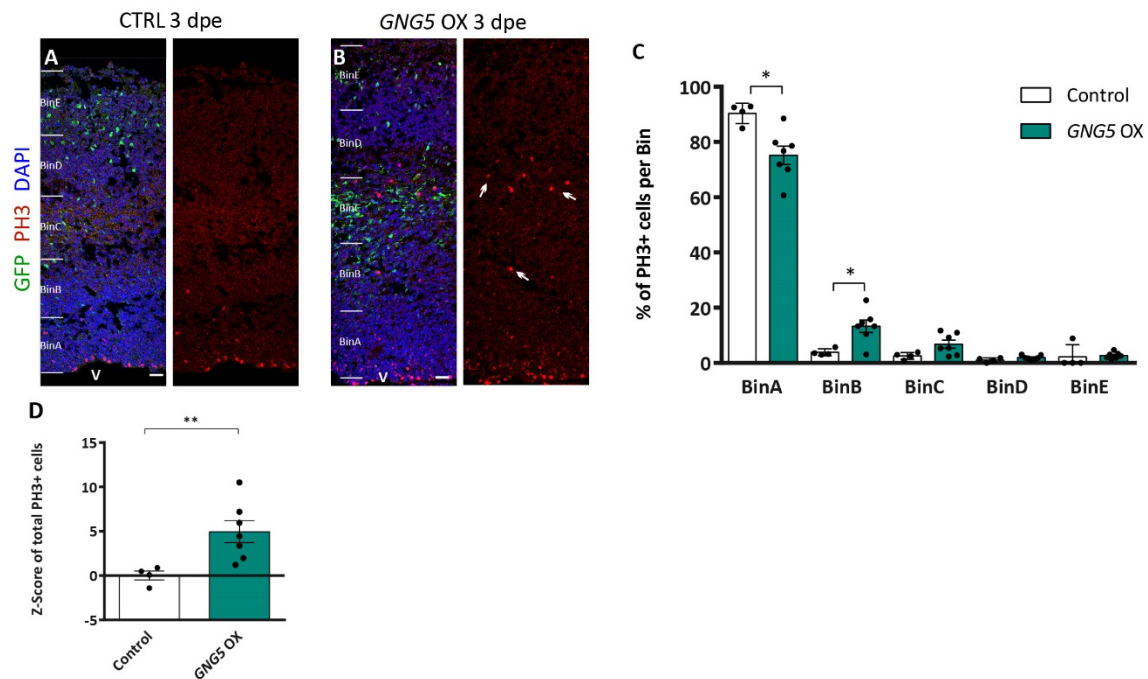 CTRL 3 dpe
GNG5 OX 3 dpe
GFP PH3 DAPI
A
BinE
BinD
BinC
BinB
BinA
V
B
BinE
BinD
BinC
BinB
BinA
V
C
% of PH3+ cells per Bin
100
80
60
40
20
0
*
*
BinA BinB BinC BinD BinE
Control
GNG5 OX
D
Z-Score of total PH3+ cells
15
10
5
0
-5
**
Control
GNG5 OX